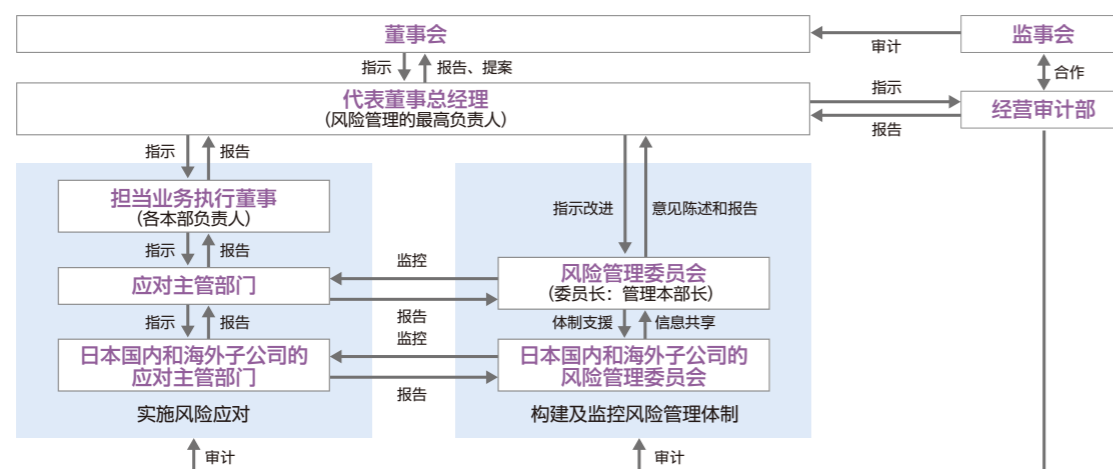 董事会
审计
监事会
指示
报告、提案
合作
代表董事总经理
(风险管理的最高负责人)
指示
报告
经营审计部
指示
报告
担当业务执行董事
(各本部负责人)
指示改进
意见陈述和报告
指示
报告
监控
应对主管部门
风险管理委员会
(委员长：管理本部长)
报告
指示
报告
体制支援
信息共享
监控
日本国内和海外子公司的
应对主管部门
日本国内和海外子公司的
风险管理委员会
报告
实施风险应对
构建及监控风险管理体制
审计
审计